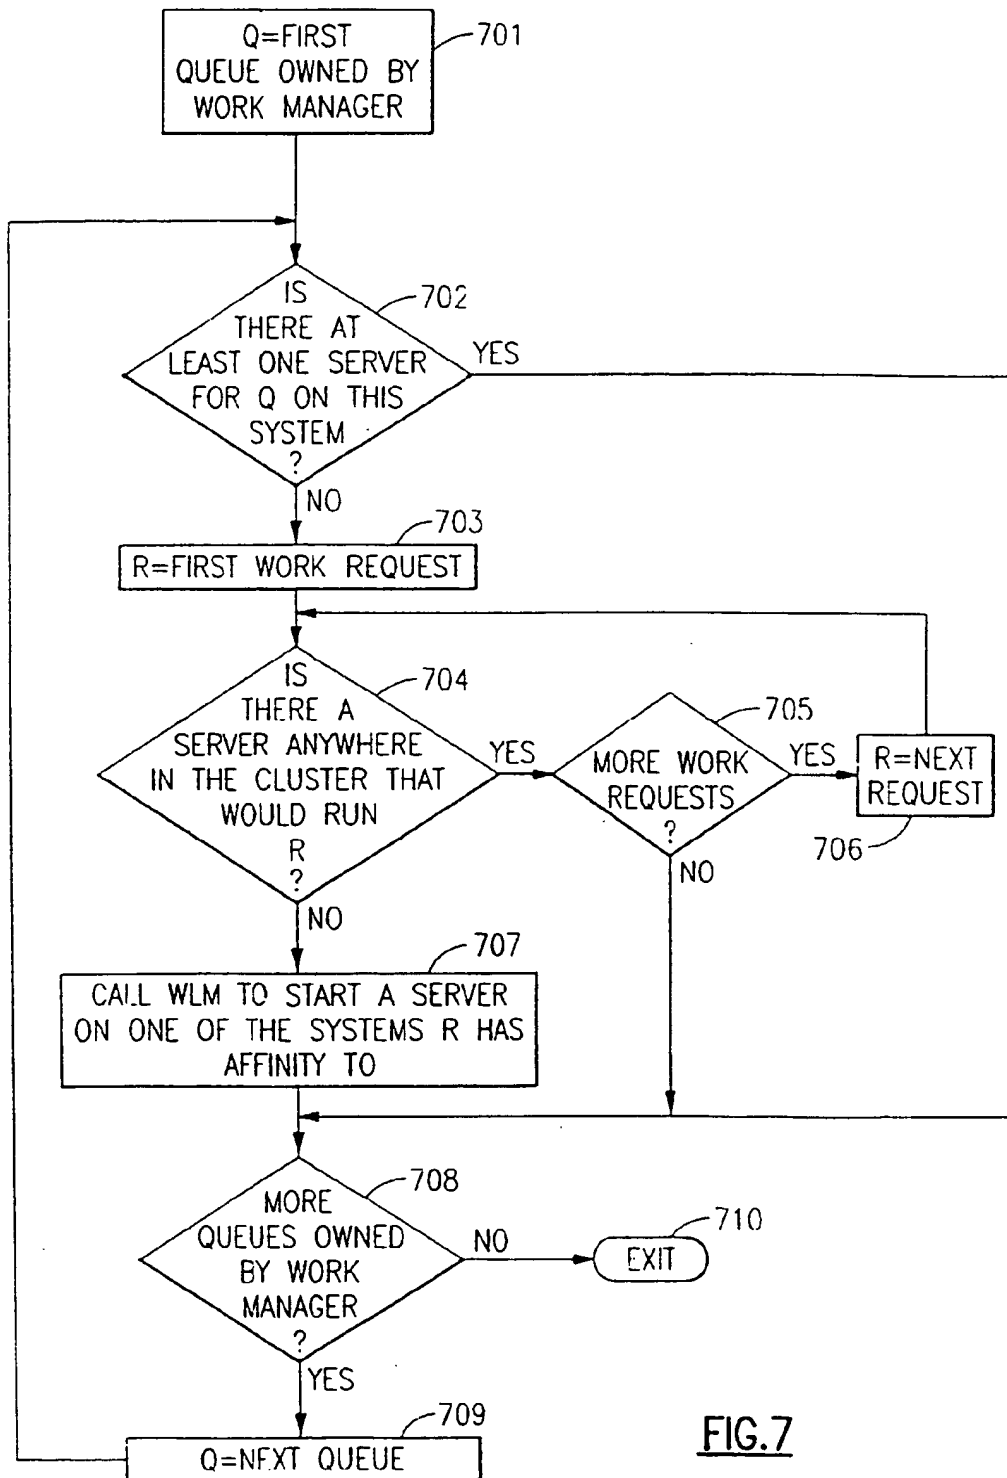 Q=FIRST
QUEUE OWNED BY
WORK MANAGER
701
IS
THERE AT
LEAST ONE SERVER
FOR Q ON THIS
SYSTEM
?
702
YES
NO
703
R=FIRST WORK REQUEST
IS
THERE A
SERVER ANYWHERE
IN THE CLUSTER THAT
WOULD RUN
R
?
704
YES
NO
705
MORE WORK
REQUESTS
?
YES
NO
R=NEXT
REQUEST
706
707
CALL WLM TO START A SERVER
ON ONE OF THE SYSTEMS R HAS
AFFINITY TO
708
MORE
QUEUES OWNED
BY WORK
MANAGER
?
NO
710
EXIT
YES
709
Q=NEXT QUEUE
FIG.7